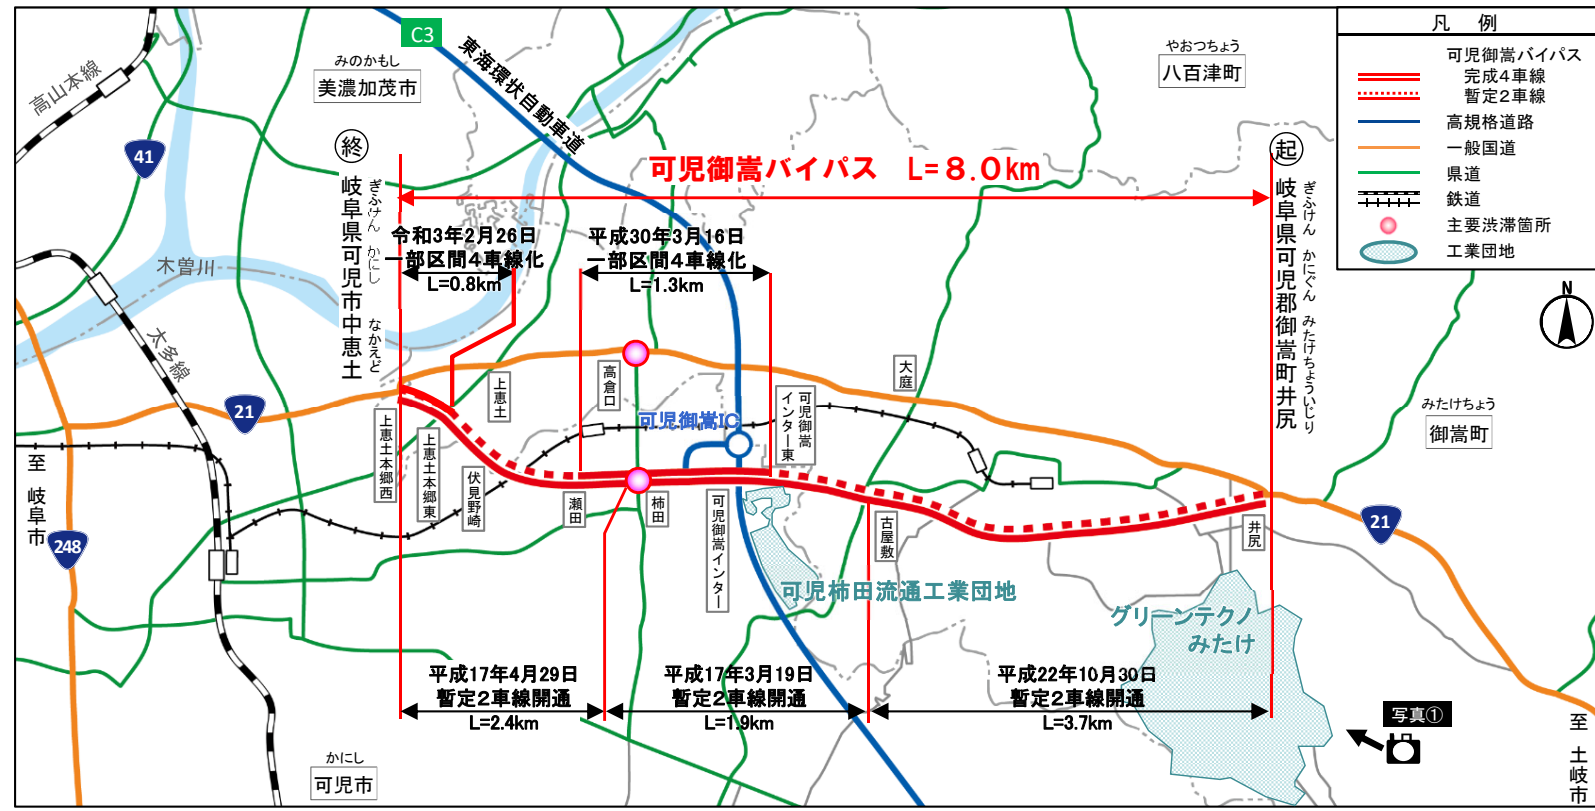 凡　例
可児御嵩バイパス
完成4車線
暫定2車線
高規格道路
一般国道
県道
鉄道
主要渋滞箇所
工業団地
C3
東海環状自動車道
高山本線
みのかもし
美濃加茂市
やおつちょう
八百津町
41
終
岐阜県可児市中恵土
ぎふけん かにし なかえど
起
岐阜県可児郡御嵩町井尻
ぎふけん かにぐん みたけちょういじり
可児御嵩バイパス　L=8.0km
令和3年2月26日
一部区間4車線化
L=0.8km
平成30年3月16日
一部区間4車線化
L=1.3km
木曽川
太多線
N
21
上恵土
高倉口
大庭
可児御嵩IC
可児御嵩
インター東
みたけちょう
御嵩町
上恵土本郷西
上恵土本郷東
伏見野崎
瀬田
柿田
可児御嵩インター
古屋敷
井尻
至 岐阜市
248
21
可児柿田流通工業団地
グリーンテクノ
みたけ
平成17年4月29日
暫定2車線開通
L=2.4km
平成17年3月19日
暫定2車線開通
L=1.9km
平成22年10月30日
暫定2車線開通
L=3.7km
写真①
至 土岐市
かにし
可児市